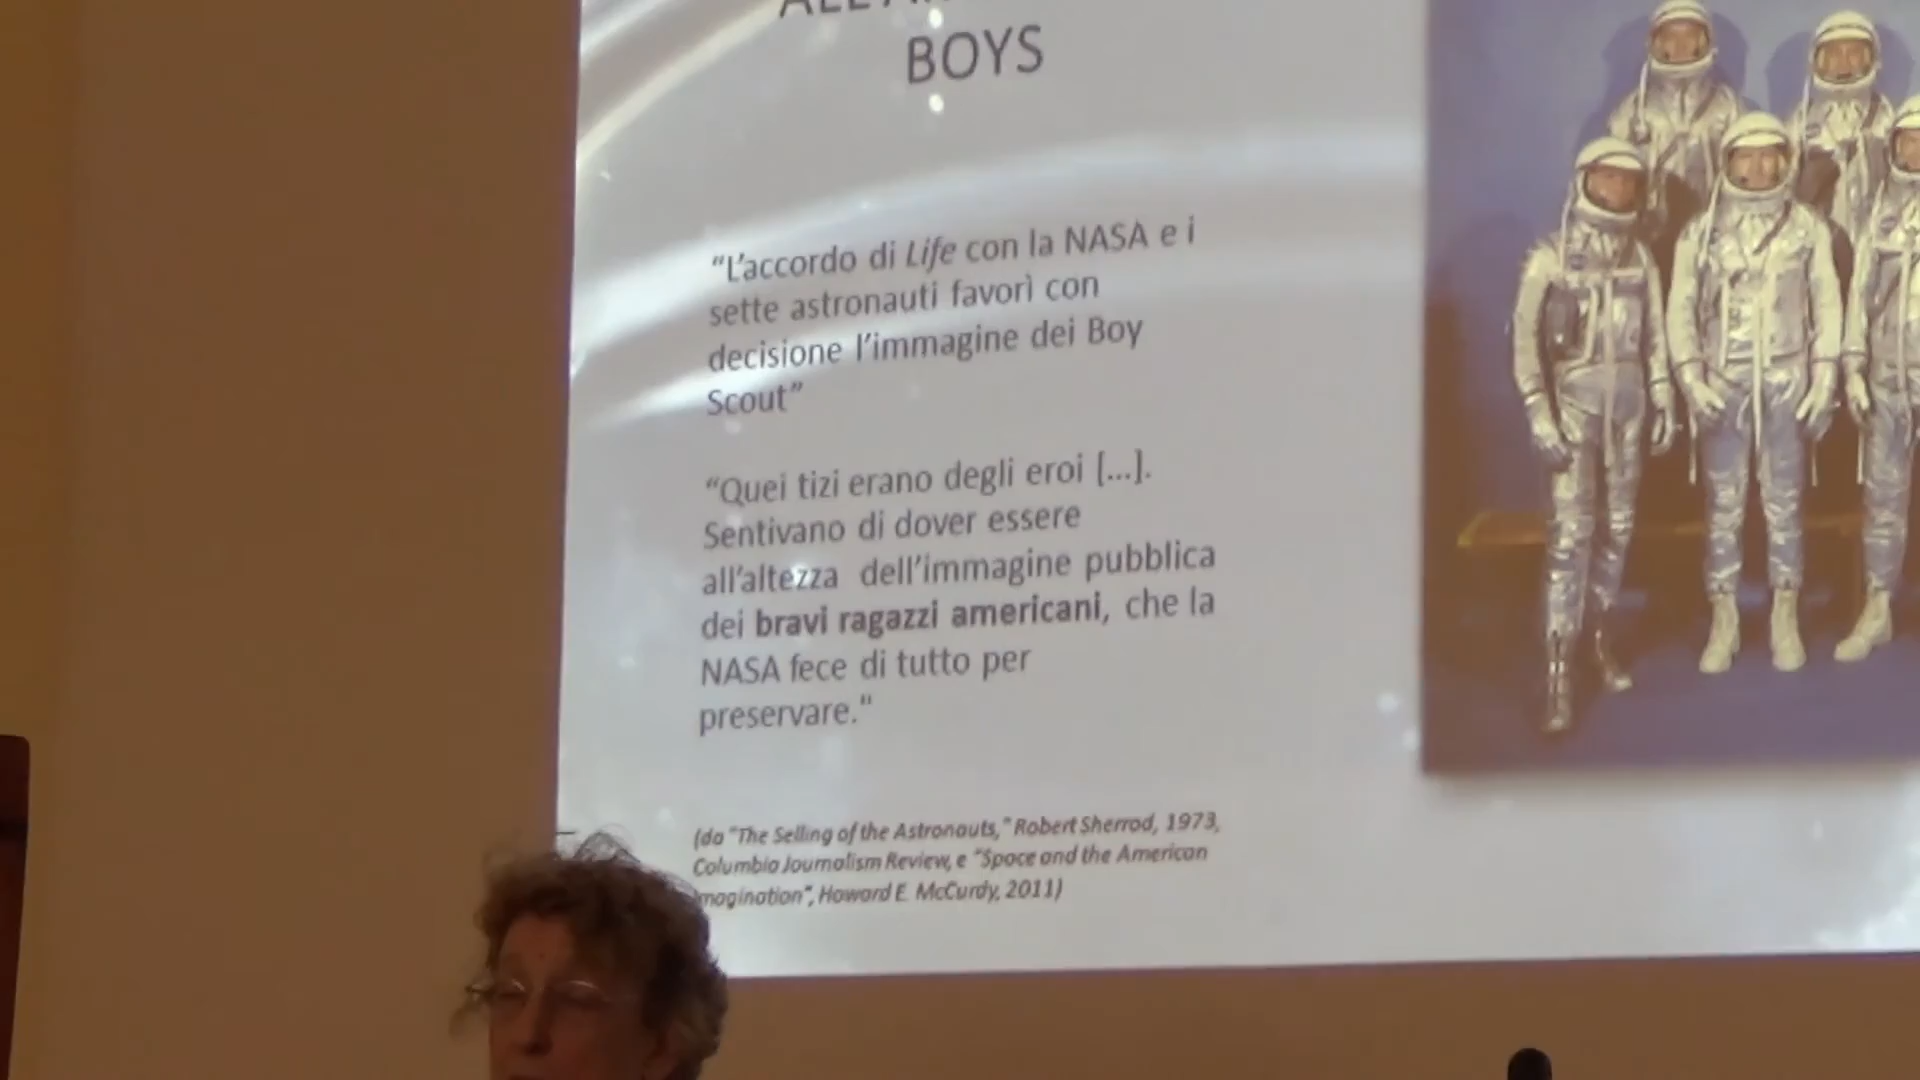 BOYS
“L’accordo di Life con la NASA e i
sette astronauti favorì con
decisione l’immagine dei Boy
Scout”
“Quei tizi erano degli eroi [...].
Sentivano di dover essere
all’altezza dell’immagine pubblica
dei bravi ragazzi americani, che la
NASA fece di tutto per
preservare."
(da "The Selling of the Astronauts," Robert Sherrod, 1973,
Columbia Journalism Review, e "Space and the American
Imagination", Howard E. McCurdy, 2011)